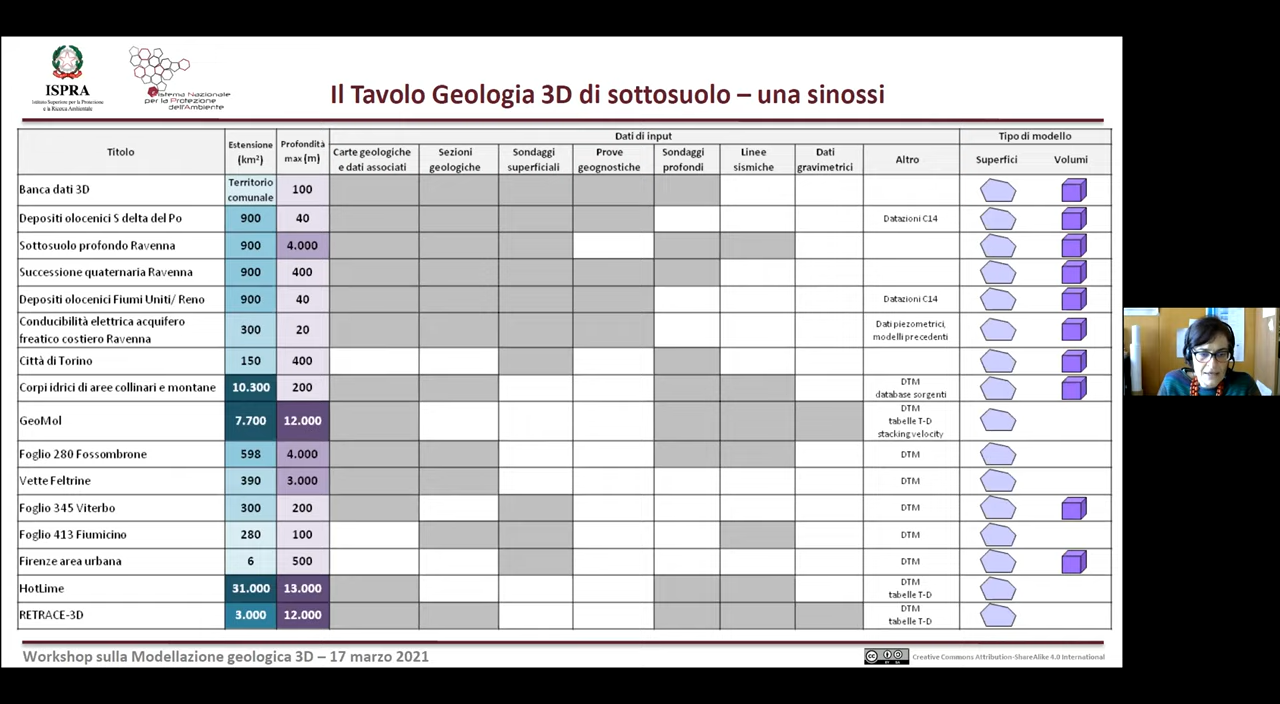 ISPRA
Istituto Superiore per la Protezione
e la Ricerca Ambientale
Sistema Nazionale
per la Protezione
dell'Ambiente
Il Tavolo Geologia 3D di sottosuolo – una sinossi
Titolo
Estensione
(km²)
Profondità
max (m)
Dati di input
Tipo di modello
Carte geologiche
e dati associati
Sezioni
geologiche
Sondaggi
superficiali
Prove
geognostiche
Sondaggi
profondi
Linee
sismiche
Dati
gravimetrici
Altro
Superfici
Volumi
Banca dati 3D
Territorio
comunale
100
Depositi olocenici S delta del Po 900 40 Datazioni C14
Sottosuolo profondo Ravenna 900 4.000
Successione quaternaria Ravenna 900 400
Depositi olocenici Fiumi Uniti/ Reno 900 40 Datazioni C14
Conducibilità elettrica acquifero
freatico costiero Ravenna
300 20
Dati piezometrici,
modelli precedenti
Città di Torino 150 400
Corpi idrici di aree collinari e montane 10.300 200
DTM
database sorgenti
GeoMol 7.700 12.000
DTM
tabelle T-D
stacking velocity
Foglio 280 Fossombrone 598 4.000 DTM
Vette Feltrine 390 3.000 DTM
Foglio 345 Viterbo 300 200 DTM
Foglio 413 Fiumicino 280 100 DTM
Firenze area urbana 6 500 DTM
HotLime 31.000 13.000
DTM
tabelle T-D
RETRACE-3D 3.000 12.000
DTM
tabelle T-D
Workshop sulla Modellazione geologica 3D – 17 marzo 2021
cc BY SA
Creative Commons Attribution-ShareAlike 4.0 International